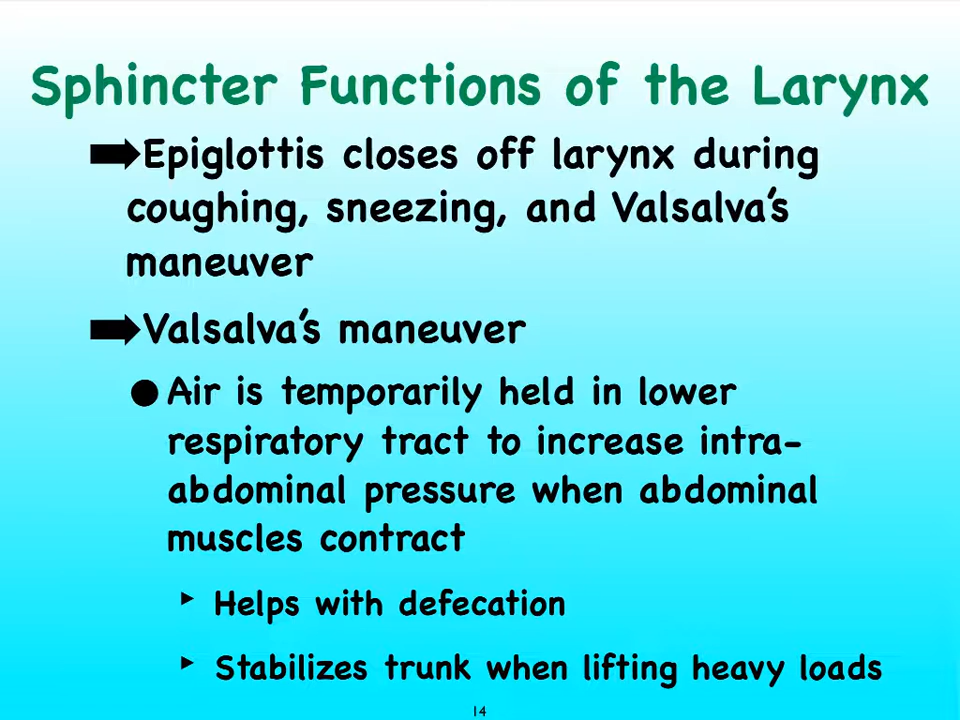 Sphincter Functions of the Larynx
➡Epiglottis closes off larynx during
coughing, sneezing, and Valsalva's
maneuver
➡Valsalva's maneuver
● Air is temporarily held in lower
respiratory tract to increase intra-
abdominal pressure when abdominal
muscles contract
‣ Helps with defecation
‣ Stabilizes trunk when lifting heavy loads
14